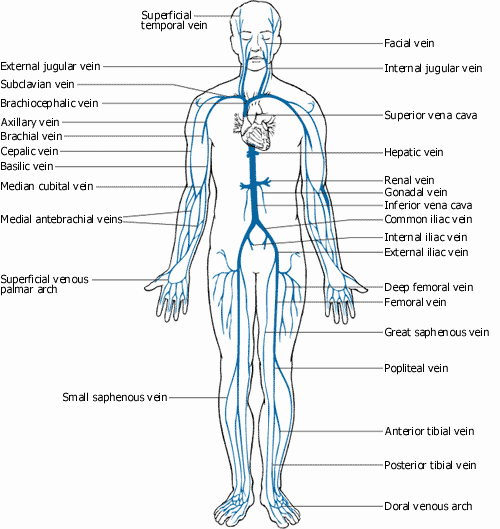 Superficial
temporal vein
External jugular vein
Subclavian vein
Brachiocephalic vein
Axillary vein
Brachial vein
Cepalic vein
Basilic vein
Median cubital vein
Medial antebrachial veins
Superficial venous
palmar arch
Small saphenous vein
Facial vein
Internal jugular vein
Superior vena cava
Hepatic vein
Renal vein
Gonadal vein
Inferior vena cava
Common iliac vein
Internal iliac vein
External iliac vein
Deep femoral vein
Femoral vein
Great saphenous vein
Popliteal vein
Anterior tibial vein
Posterior tibial vein
Doral venous arch